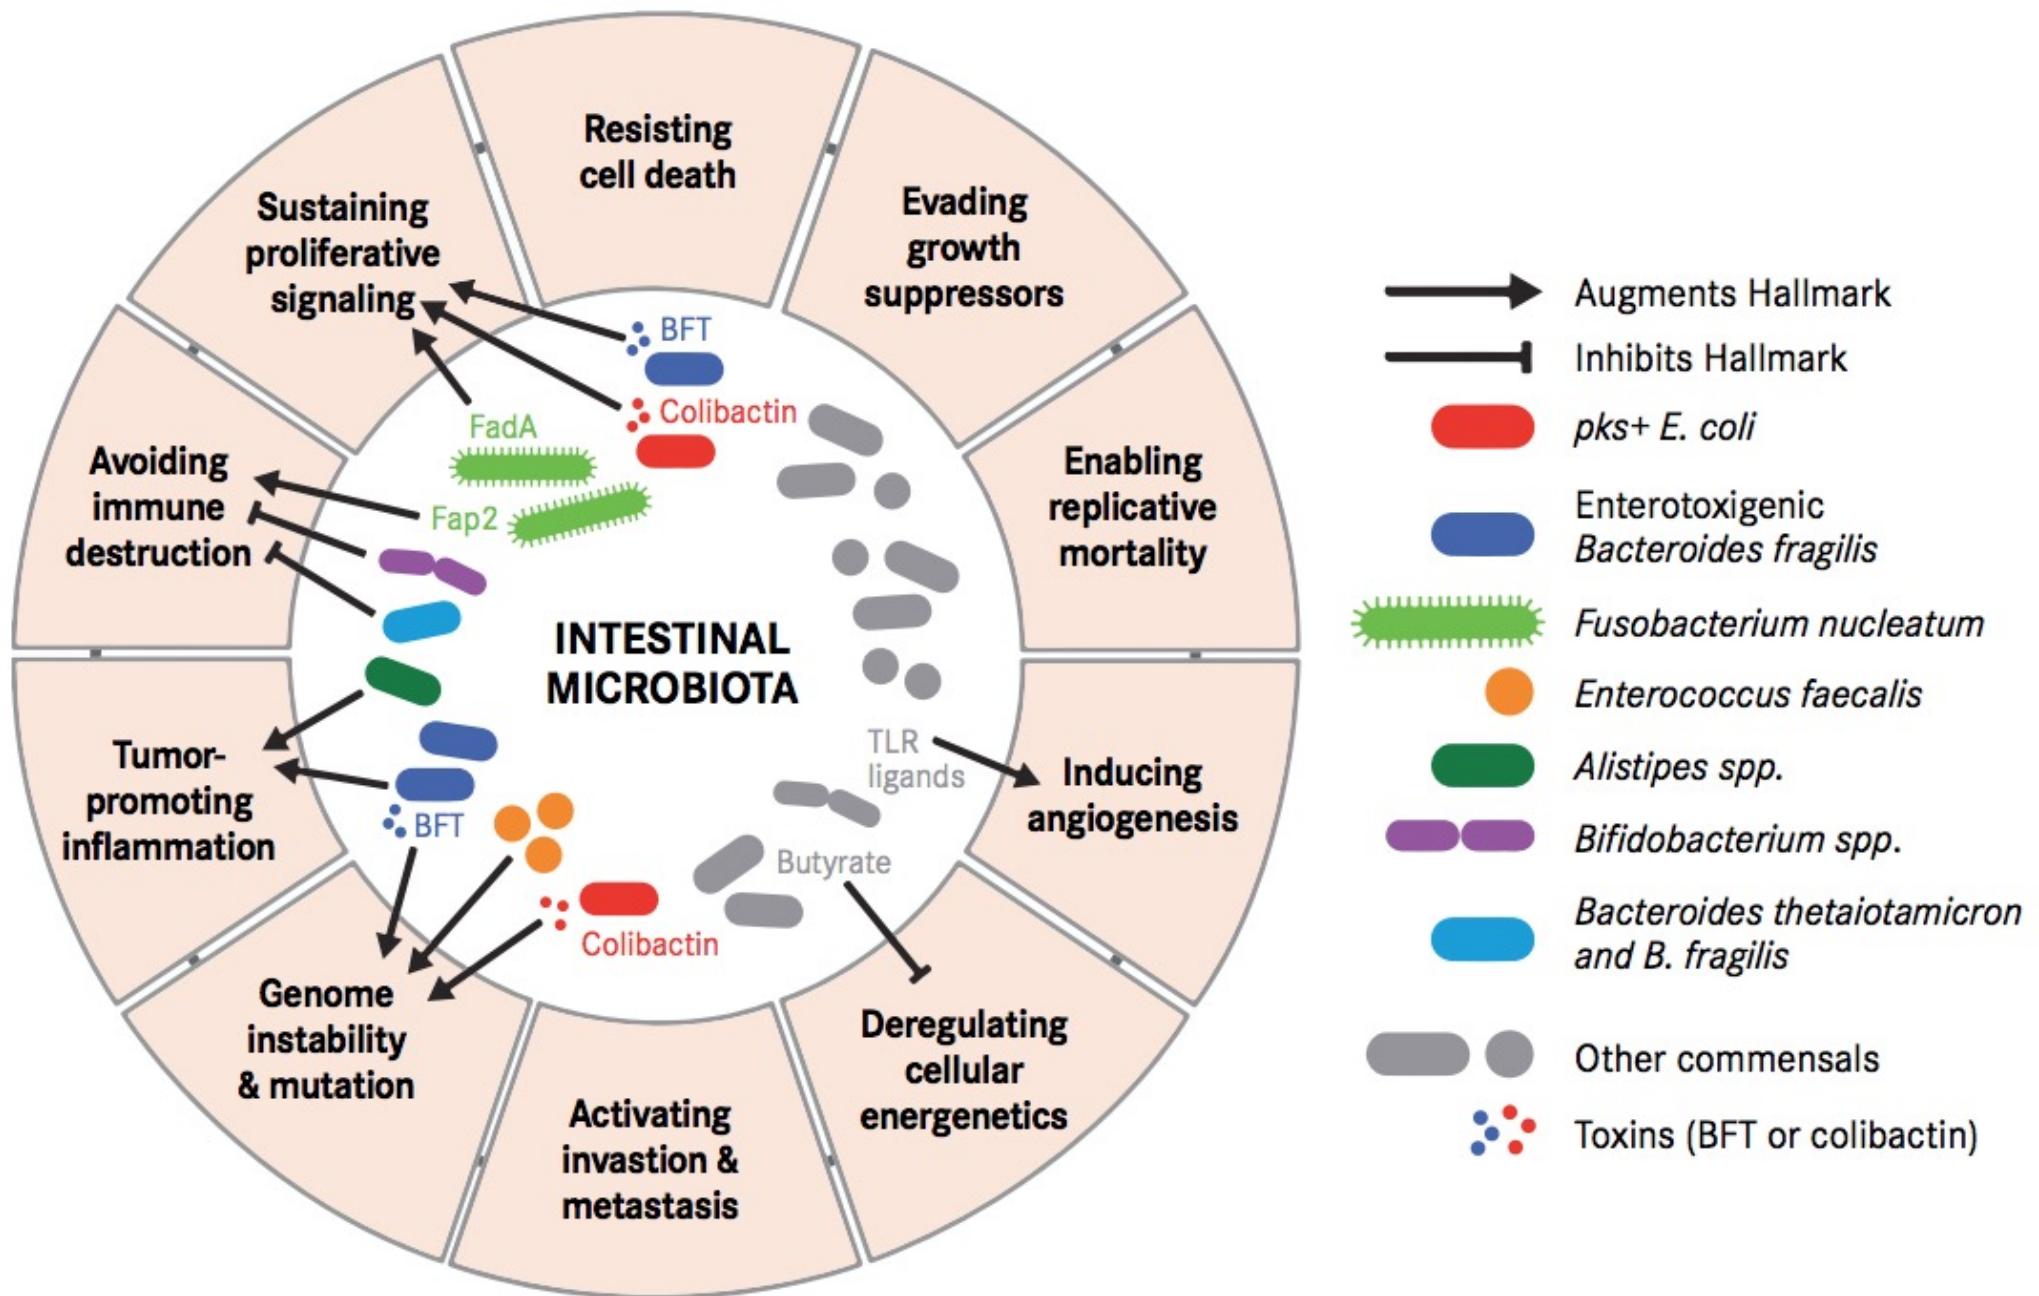 Resisting
cell death
Evading
growth
suppressors
Enabling
replicative
mortality
Inducing
angiogenesis
Deregulating
cellular
energenetics
Activating
invastion &
metastasis
Genome
instability
& mutation
Tumor-
promoting
inflammation
Avoiding
immune
destruction
Sustaining
proliferative
signaling
BFT
Colibactin
FadA
Fap2
INTESTINAL
MICROBIOTA
TLR
ligands
Butyrate
BFT
Colibactin
Augments Hallmark
Inhibits Hallmark
pks+ E. coli
Enterotoxigenic
Bacteroides fragilis
Fusobacterium nucleatum
Enterococcus faecalis
Alistipes spp.
Bifidobacterium spp.
Bacteroides thetaiotamicron
and B. fragilis
Other commensals
Toxins (BFT or colibactin)